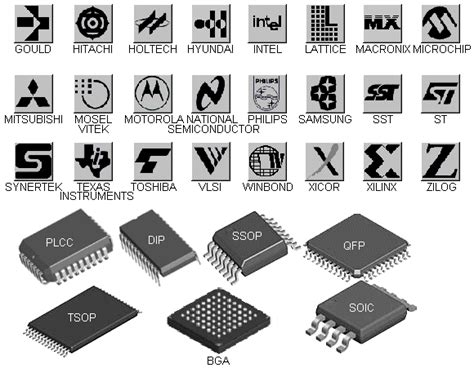 intel
MX
PHILIPS
SST
GOULD HITACHI HOLTECH HYUNDAI INTEL LATTICE MACRONIX MICROCHIP
MITSUBISHI MOSEL VITEK MOTOROLA NATIONAL SEMICONDUCTOR PHILIPS SAMSUNG SST ST
SYNERTEK TEXAS INSTRUMENTS TOSHIBA VLSI WINBOND XICOR XILINX ZILOG
PLCC DIP SSOP QFP
TSOP BGA SOIC